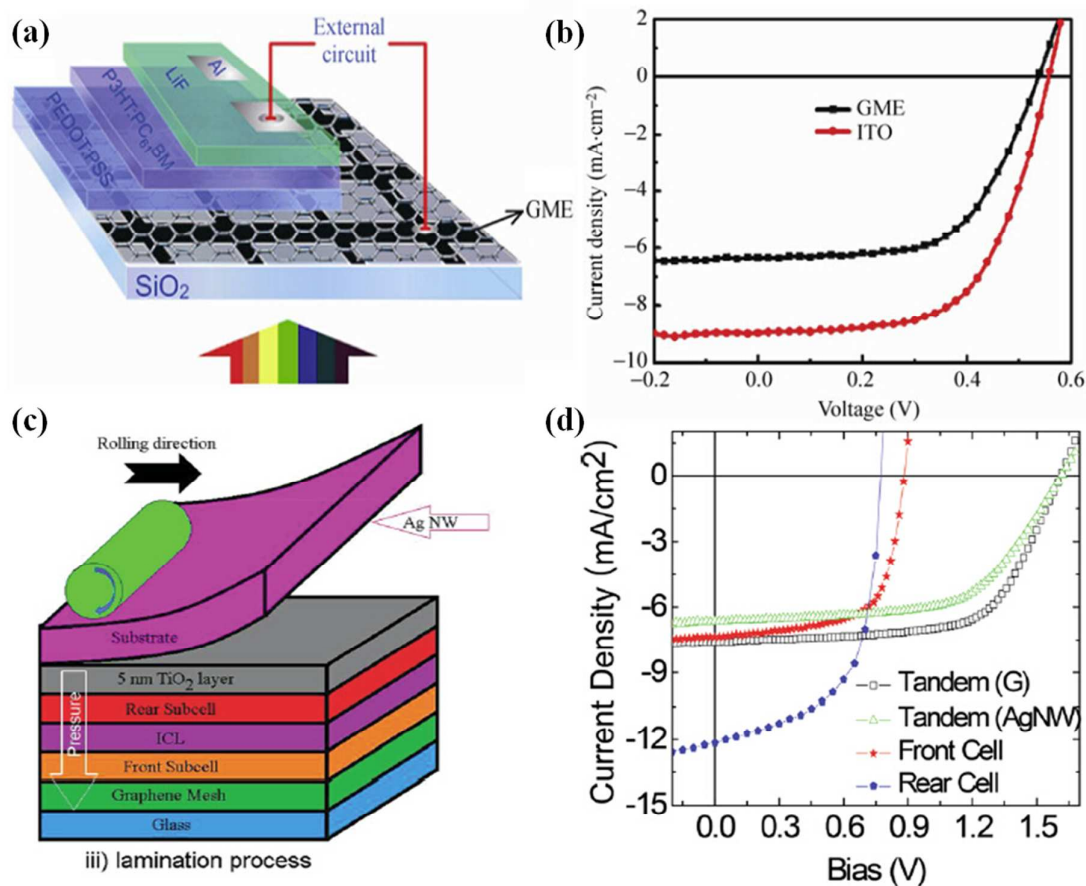 (a)
External
circuit
Al
LiF
P3HT:PC₆₁BM
PEDOT:PSS
GME
SiO₂
(b)
Current density (mA·cm⁻²)
2
0
−2
−4
−6
−8
−10
GME
ITO
−0.2
0.0
0.2
0.4
0.6
Voltage (V)
(c)
Rolling direction
Ag NW
Substrate
5 nm TiO₂ layer
Rear Subcell
ICL
Front Subcell
Graphene Mesh
Glass
Pressure
iii) lamination process
(d)
Current Density (mA/cm2)
0
-3
-6
-9
-12
-15
Tandem (G)
Tandem (AgNW)
Front Cell
Rear Cell
0.0
0.3
0.6
0.9
1.2
1.5
Bias (V)